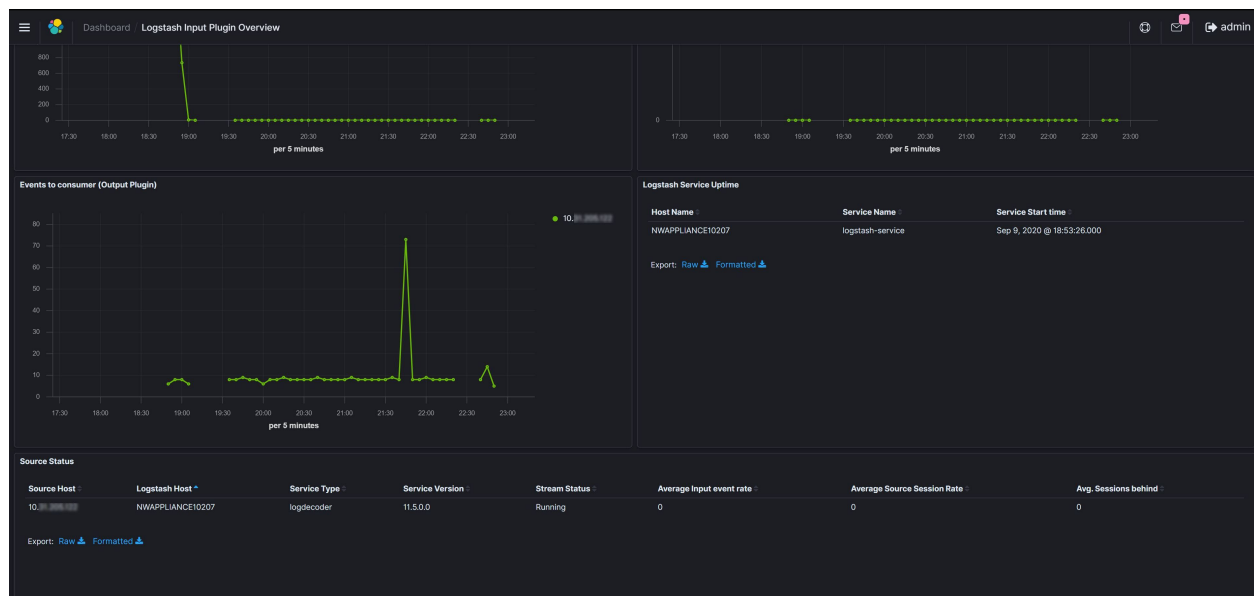 Dashboard / Logstash Input Plugin Overview
admin
800
600
400
200
0
17:30 18:00 18:30 19:00 19:30 20:00 20:30 21:00 21:30 22:00 22:30 23:00
per 5 minutes
0
17:30 18:00 18:30 19:00 19:30 20:00 20:30 21:00 21:30 22:00 22:30 23:00
per 5 minutes
Events to consumer (Output Plugin)
10.
80
70
60
50
40
30
20
10
0
17:30 18:00 18:30 19:00 19:30 20:00 20:30 21:00 21:30 22:00 22:30 23:00
per 5 minutes
Logstash Service Uptime
Host Name Service Name Service Start time
NWAPPLIANCE10207 logstash-service Sep 9, 2020 @ 18:53:26.000
Export: Raw Formatted
Source Status
Source Host Logstash Host Service Type Service Version Stream Status Average Input event rate Average Source Session Rate Avg. Sessions behind
10. NWAPPLIANCE10207 logdecoder 11.5.0.0 Running 0 0 0
Export: Raw Formatted